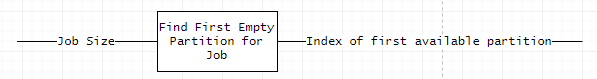 Job Size
Find First Empty
Partition for
Job
Index of first available partition